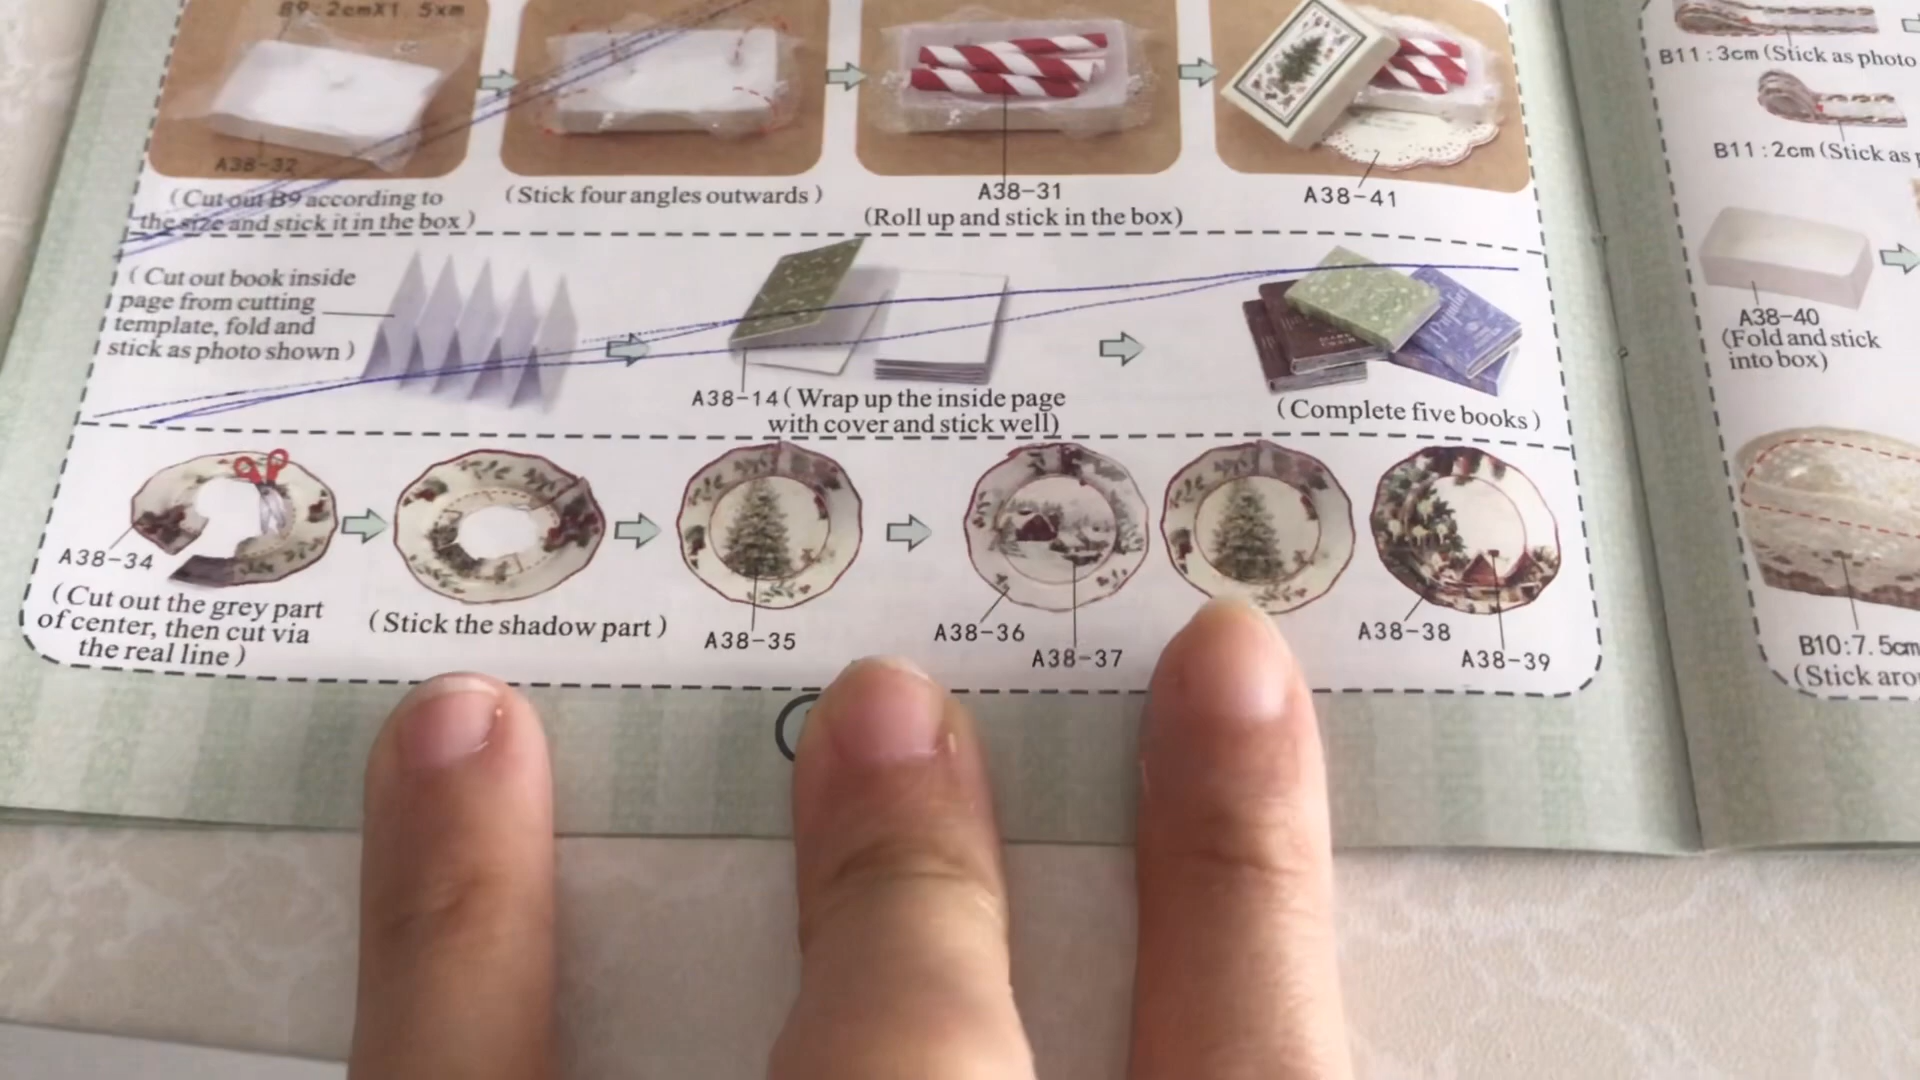 B9:2cmX1 5xm
A38-32
(Cut out B9 according to
the size and stick it in the box)
(Stick four angles outwards)
A38-31
(Roll up and stick in the box)
A38-41
(Cut out book inside
page from cutting
template, fold and
stick as photo shown)
A38-14(Wrap up the inside page
with cover and stick well)
(Complete five books)
A38-34
(Cut out the grey part
of center, then cut via
the real line)
(Stick the shadow part)
A38-35
A38-36
A38-37
A38-38
A38-39
B11:3cm(Stick as photo
B11:2cm(Stick as
A38-40
(Fold and stick
into box)
B10:7.5cm
(Stick